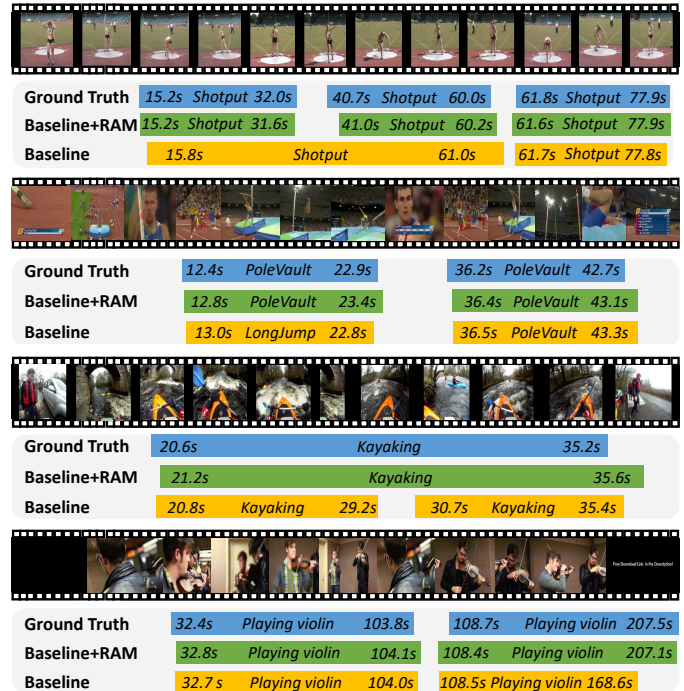 Ground Truth 15.2s Shotput 32.0s 40.7s Shotput 60.0s 61.8s Shotput 77.9s
Baseline+RAM 15.2s Shotput 31.6s 41.0s Shotput 60.2s 61.6s Shotput 77.9s
Baseline 15.8s Shotput 61.0s 61.7s Shotput 77.8s
Ground Truth 12.4s PoleVault 22.9s 36.2s PoleVault 42.7s
Baseline+RAM 12.8s PoleVault 23.4s 36.4s PoleVault 43.1s
Baseline 13.0s LongJump 22.8s 36.5s PoleVault 43.3s
Ground Truth 20.6s Kayaking 35.2s
Baseline+RAM 21.2s Kayaking 35.6s
Baseline 20.8s Kayaking 29.2s 30.7s Kayaking 35.4s
Free Download Link in the Description!
Ground Truth 32.4s Playing violin 103.8s 108.7s Playing violin 207.5s
Baseline+RAM 32.8s Playing violin 104.1s 108.4s Playing violin 207.1s
Baseline 32.7 s Playing violin 104.0s 108.5s Playing violin 168.6s